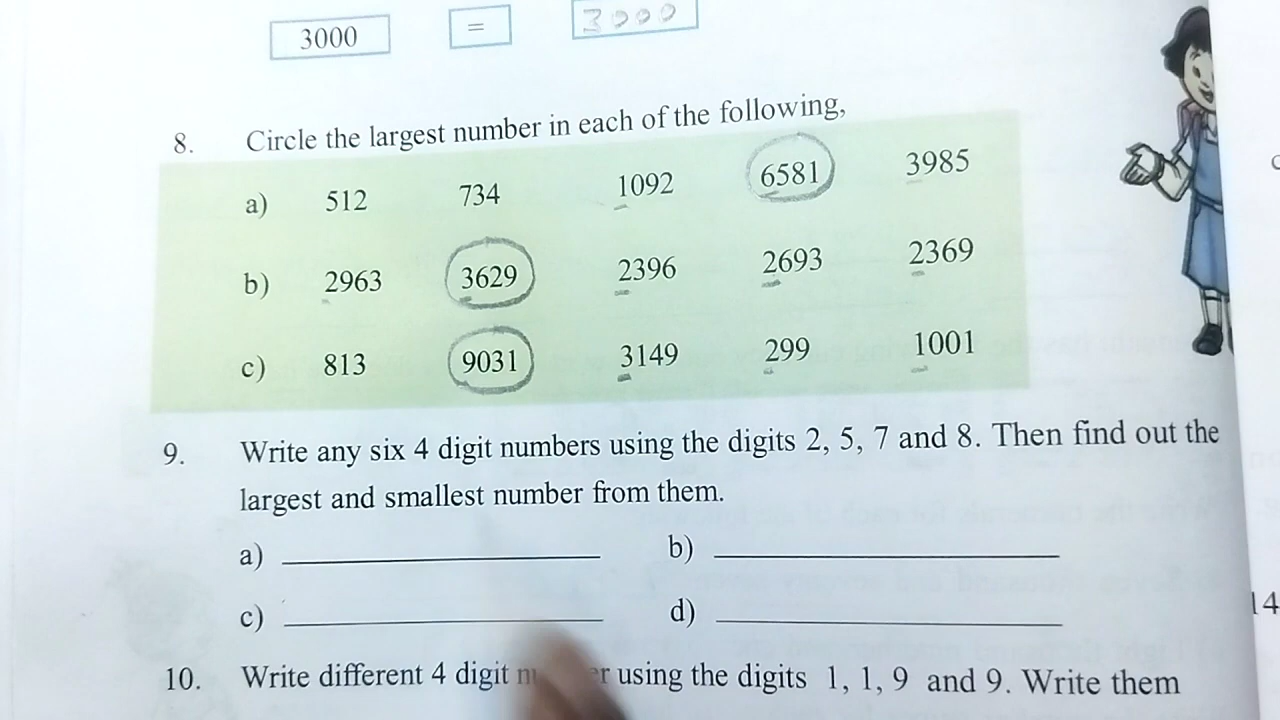 3000 = 3000
8. Circle the largest number in each of the following,
a) 512 734 1092 6581 3985
b) 2963 3629 2396 2693 2369
c) 813 9031 3149 299 1001
9. Write any six 4 digit numbers using the digits 2, 5, 7 and 8. Then find out the
largest and smallest number from them.
a) b)
c) d)
14
10. Write different 4 digit using the digits 1, 1, 9 and 9. Write them